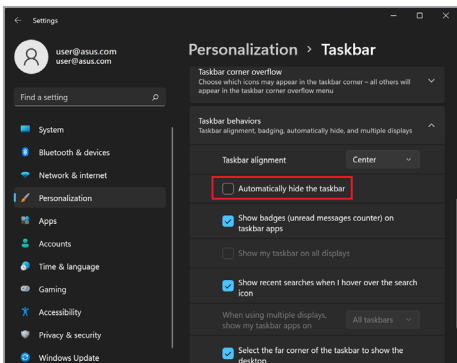 Settings
user@asus.com
user@asus.com
Find a setting
System
Bluetooth & devices
Network & internet
Personalization
Apps
Accounts
Time & language
Gaming
Accessibility
Privacy & security
Windows Update
Personalization > Taskbar
Taskbar corner overflow
Choose which icons may appear in the taskbar corner – all others will
appear in the taskbar corner overflow menu
Taskbar behaviors
Taskbar alignment, badging, automatically hide, and multiple displays
Taskbar alignment
Center
Automatically hide the taskbar
Show badges (unread messages counter) on
taskbar apps
Show my taskbar on all displays
Show recent searches when I hover over the search
icon
When using multiple displays,
show my taskbar apps on
All taskbars
Select the far corner of the taskbar to show the
desktop